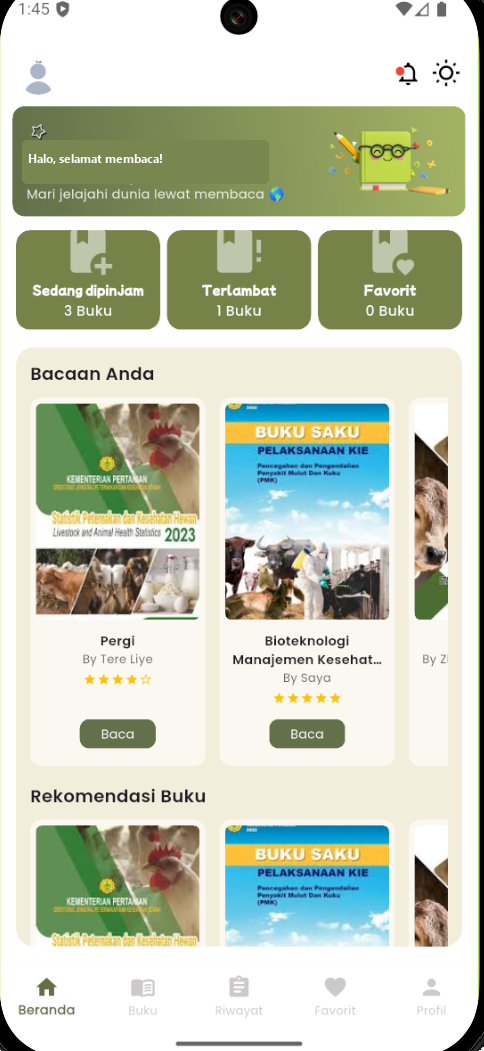 1:45
Halo, selamat membaca!
Mari jelajahi dunia lewat membaca 🌎
Sedang dipinjam
3 Buku
Terlambat
1 Buku
Favorit
0 Buku
Bacaan Anda
KEMENTERIAN PERTANIAN
Statistik Peternakan dan Kesehatan Hewan
Livestock and Animal Health Statistics 2023
BUKU SAKU
PELAKSANAAN KIE
Pencegahan dan Pengendalian
Penyakit Mulut Dan Kuku
(PMK)
Pergi
By Tere Liye
Baca
Bioteknologi
Manajemen Kesehat...
By Saya
Baca
By Zi
Rekomendasi Buku
KEMENTERIAN PERTANIAN
Statistik Peternakan dan Kesehatan Hewan
BUKU SAKU
PELAKSANAAN KIE
Pencegahan dan Pengendalian
Penyakit Mulut Dan Kuku
(PMK)
Beranda
Buku
Riwayat
Favorit
Profil